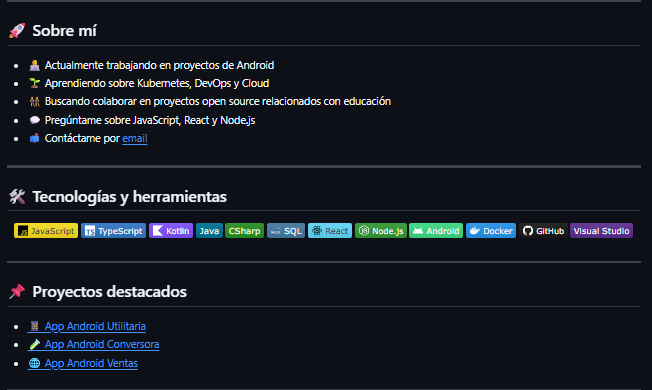 🚀 Sobre mí
• 👩‍💻 Actualmente trabajando en proyectos de Android
• 🌱 Aprendiendo sobre Kubernetes, DevOps y Cloud
• 👯 Buscando colaborar en proyectos open source relacionados con educación
• 💬 Pregúntame sobre JavaScript, React y Node.js
• 📫 Contáctame por email
🛠️ Tecnologías y herramientas
JS JavaScript TS TypeScript Kotlin Java CSharp SQL React Node.js Android Docker GitHub Visual Studio
📌 Proyectos destacados
• 📱 App Android Utilitaria
• 🧪 App Android Conversora
• 🌐 App Android Ventas